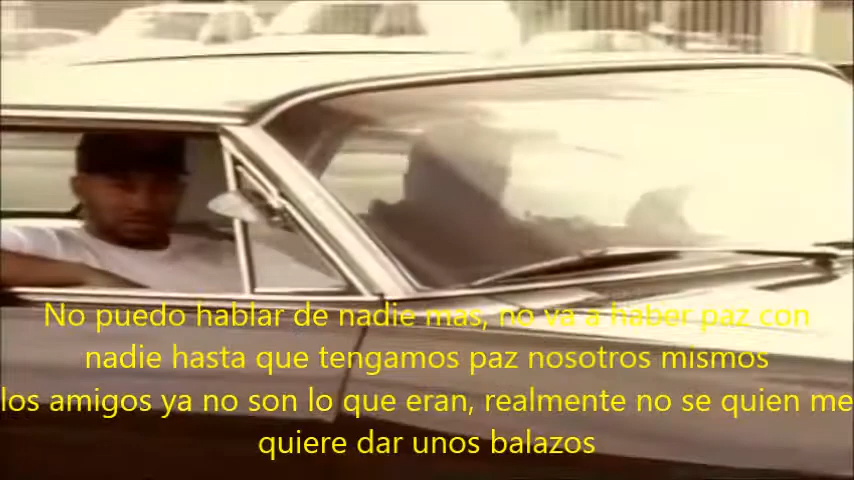 No puedo hablar de nadie mas, no va a haber paz con
nadie hasta que tengamos paz nosotros mismos
los amigos ya no son lo que eran, realmente no se quien me
quiere dar unos balazos